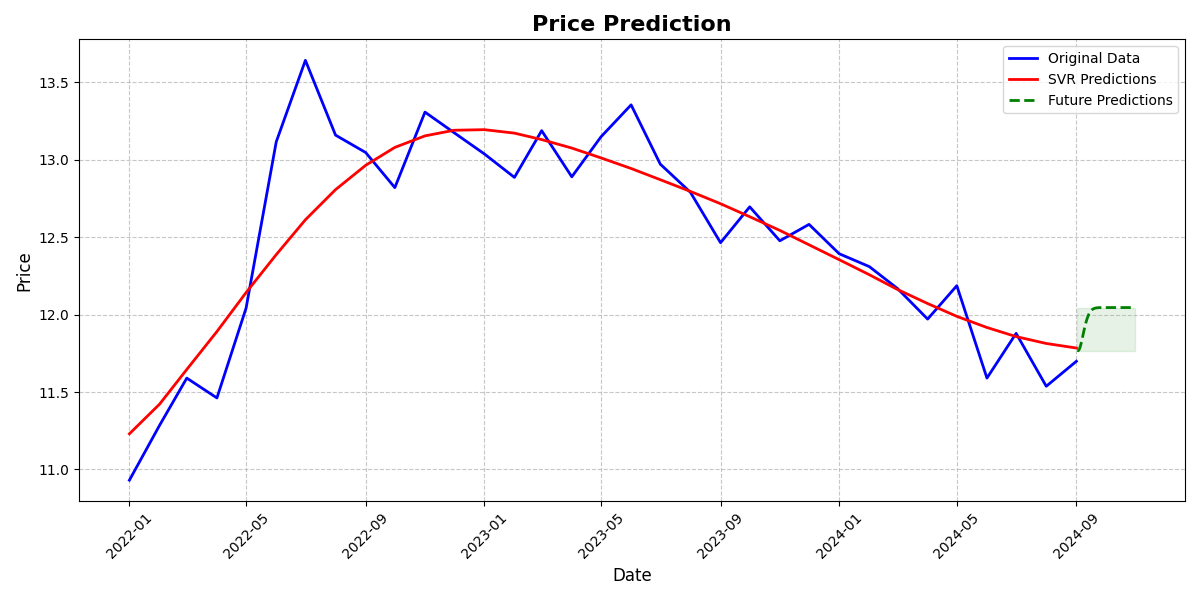 Price Prediction
Original Data
SVR Predictions
Future Predictions
Price
13.5
13.0
12.5
12.0
11.5
11.0
2022-01
2022-05
2022-09
2023-01
2023-05
2023-09
2024-01
2024-05
2024-09
Date